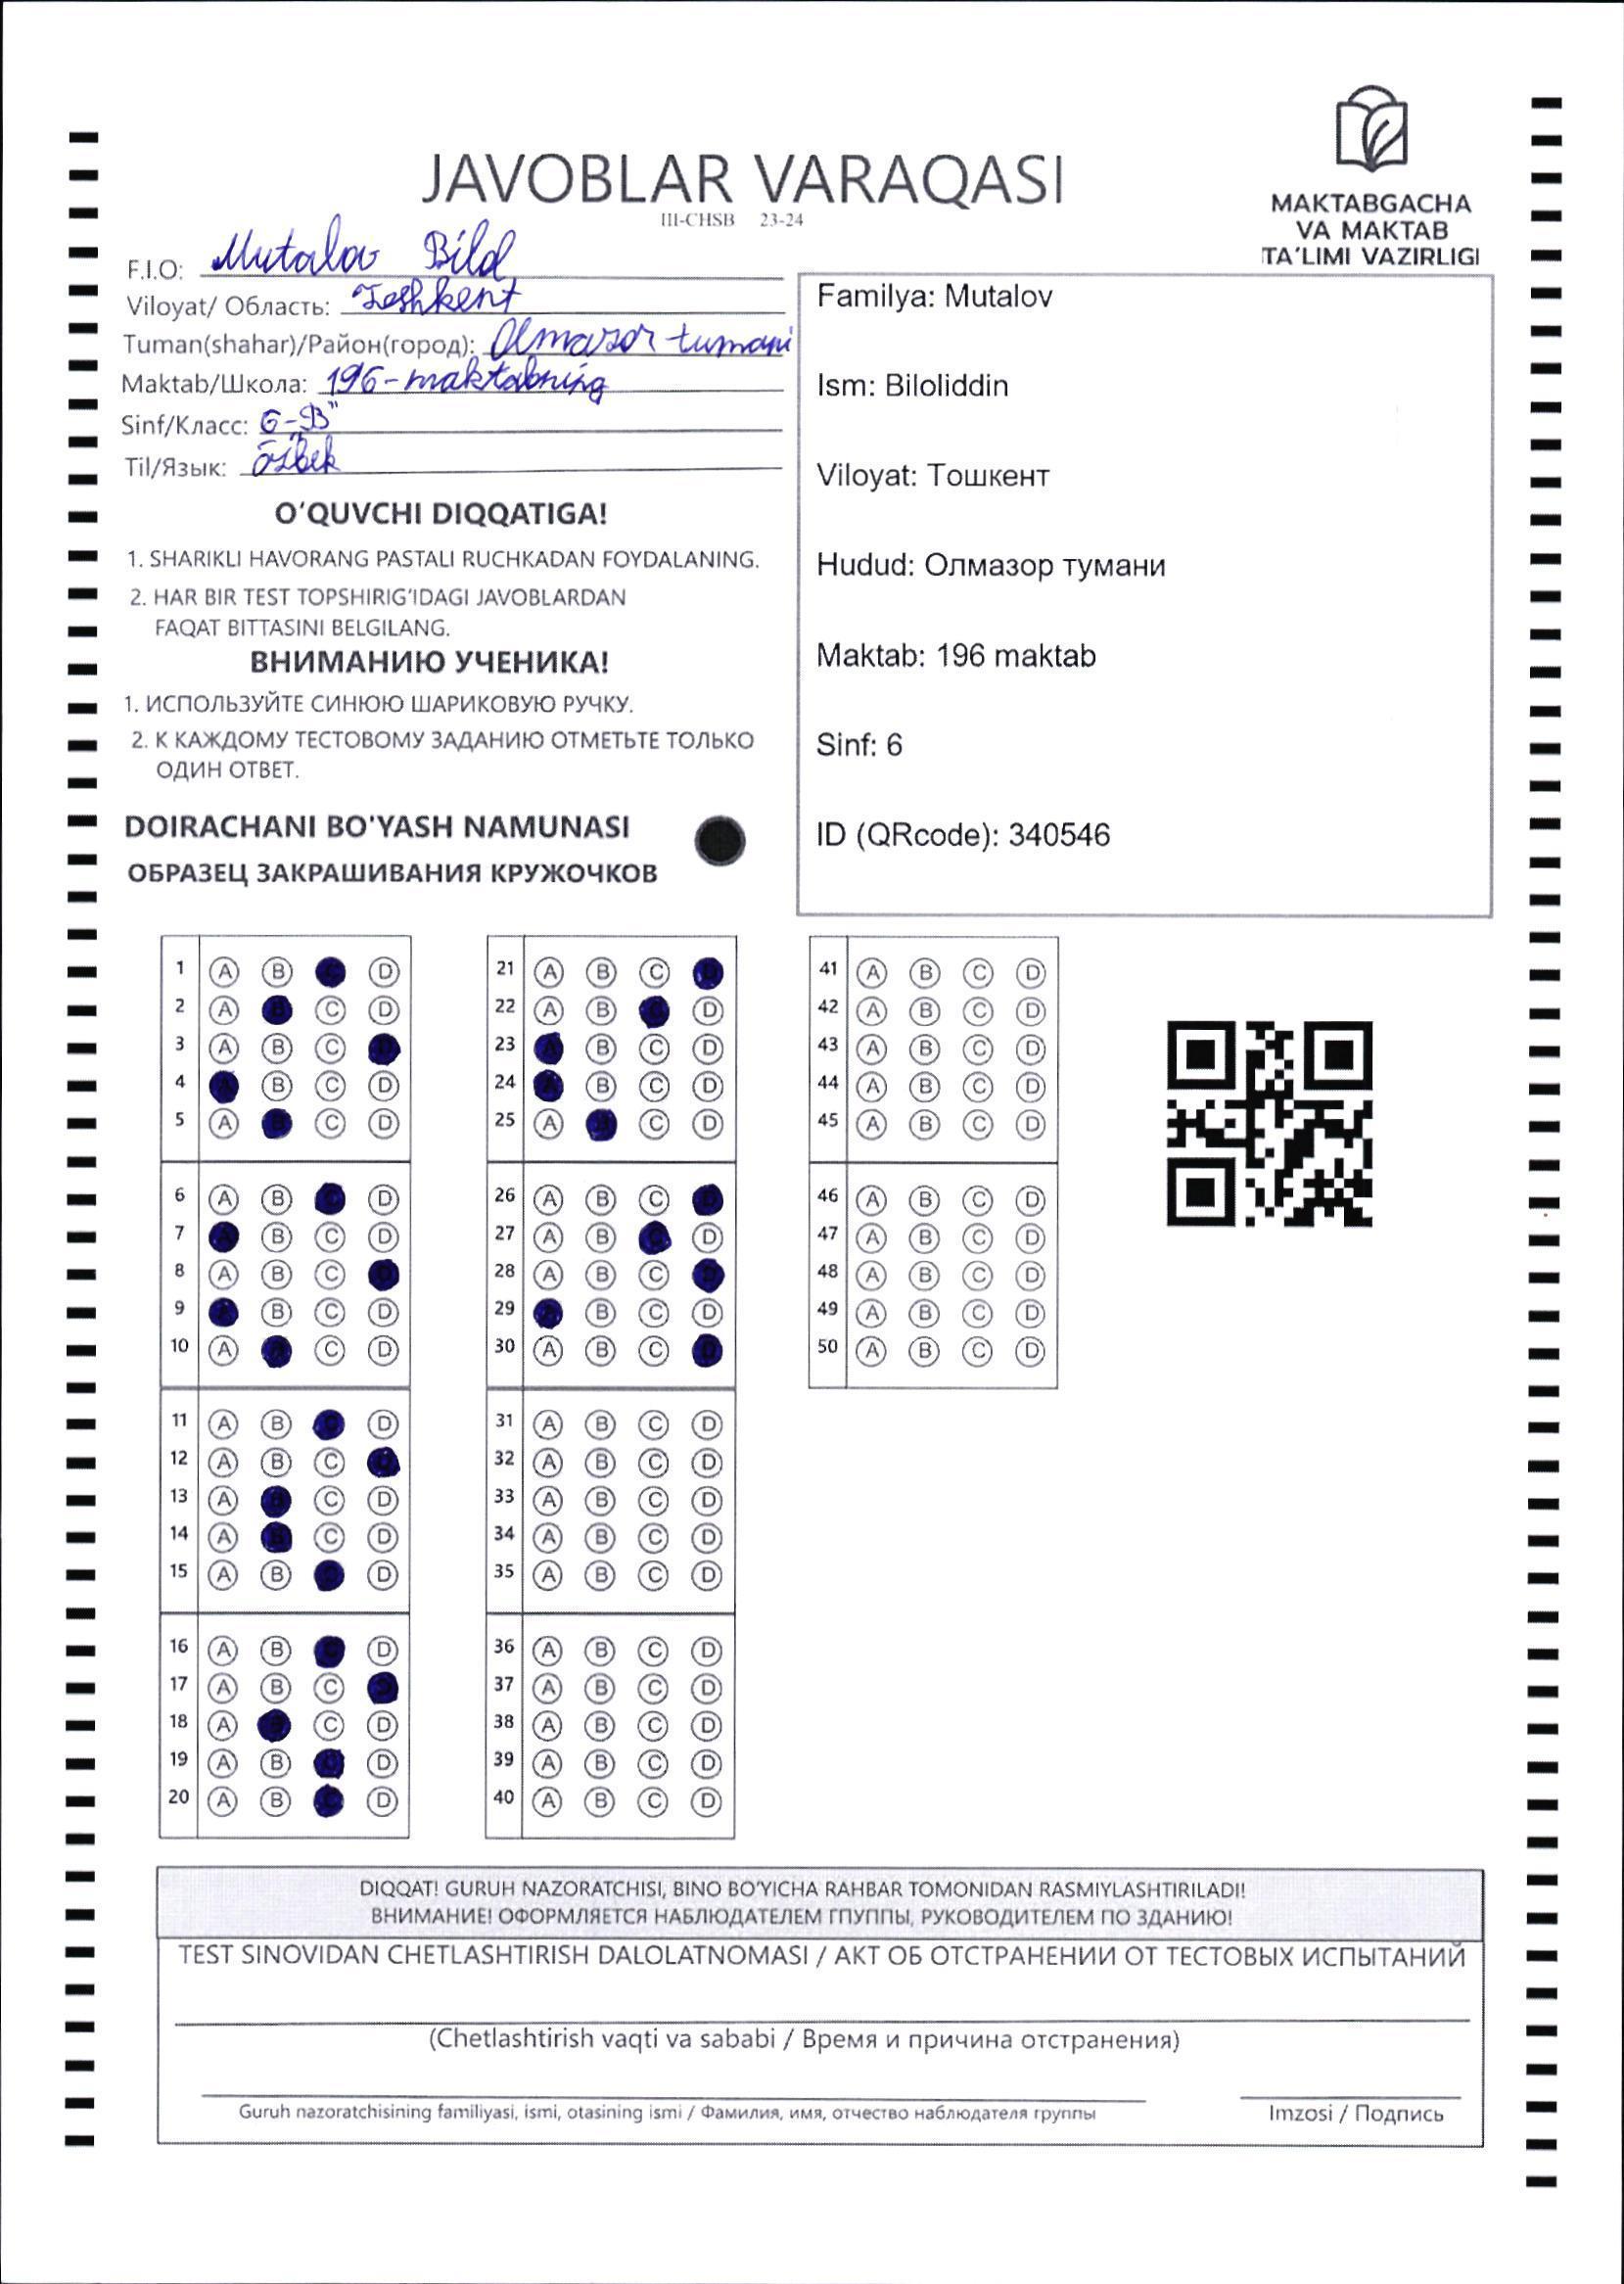 JAVOBLAR VARAQASI
III-CHSB 23-24
MAKTABGACHA
VA MAKTAB
TA'LIMI VAZIRLIGI
F.I.O: Mutalov Bilol
Viloyat/ Область: Toshkent
Tuman(shahar)/Район(город): Olmazor tumani
Maktab/Школа: 196-maktabning
Sinf/Класс: 6-„B"
Til/Язык: õzbek
O'QUVCHI DIQQATIGA!
1. SHARIKLI HAVORANG PASTALI RUCHKADAN FOYDALANING.
2. HAR BIR TEST TOPSHIRIG'IDAGI JAVOBLARDAN
FAQAT BITTASINI BELGILANG.
ВНИМАНИЮ УЧЕНИКА!
1. ИСПОЛЬЗУЙТЕ СИНЮЮ ШАРИКОВУЮ РУЧКУ.
2. К КАЖДОМУ ТЕСТОВОМУ ЗАДАНИЮ ОТМЕТЬТЕ ТОЛЬКО
ОДИН ОТВЕТ.
DOIRACHANI BO'YASH NAMUNASI
ОБРАЗЕЦ ЗАКРАШИВАНИЯ КРУЖОЧКОВ
Familya: Mutalov
Ism: Biloliddin
Viloyat: Тошкент
Hudud: Олмазор тумани
Maktab: 196 maktab
Sinf: 6
ID (QRcode): 340546
1 A B C D
2 A B C D
3 A B C D
4 A B C D
5 A B C D
6 A B C D
7 A B C D
8 A B C D
9 A B C D
10 A B C D
11 A B C D
12 A B C D
13 A B C D
14 A B C D
15 A B C D
16 A B C D
17 A B C D
18 A B C D
19 A B C D
20 A B C D
21 A B C D
22 A B C D
23 A B C D
24 A B C D
25 A B C D
26 A B C D
27 A B C D
28 A B C D
29 A B C D
30 A B C D
31 A B C D
32 A B C D
33 A B C D
34 A B C D
35 A B C D
36 A B C D
37 A B C D
38 A B C D
39 A B C D
40 A B C D
41 A B C D
42 A B C D
43 A B C D
44 A B C D
45 A B C D
46 A B C D
47 A B C D
48 A B C D
49 A B C D
50 A B C D
DIQQAT! GURUH NAZORATCHISI, BINO BO'YICHA RAHBAR TOMONIDAN RASMIYLASHTIRILADI!
ВНИМАНИЕ! ОФОРМЛЯЕТСЯ НАБЛЮДАТЕЛЕМ ГПУППЫ, РУКОВОДИТЕЛЕМ ПО ЗДАНИЮ!
TEST SINOVIDAN CHETLASHTIRISH DALOLATNOMASI / АКТ ОБ ОТСТРАНЕНИИ ОТ ТЕСТОВЫХ ИСПЫТАНИЙ
(Chetlashtirish vaqti va sababi / Время и причина отстранения)
Guruh nazoratchisining familiyasi, ismi, otasining ismi / Фамилия, имя, отчество наблюдателя группы
Imzosi / Подпись